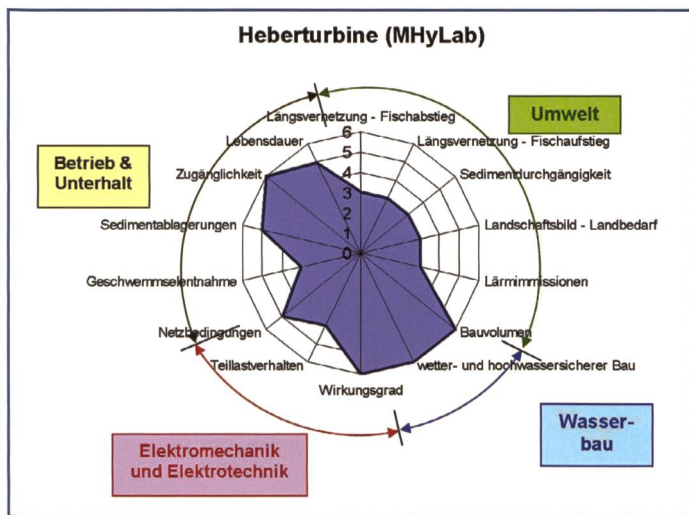 Heberturbine (MHyLab)
Umwelt
Längsvernetzung - Fischabstieg
Längsvernetzung - Fischaufstieg
Sedimentdurchgängigkeit
Landschaftsbild - Landbedarf
Lärmimmissionen
Bauvolumen
wetter- und hochwassersicherer Bau
Wirkungsgrad
Teillastverhalten
Netzbedingungen
Geschwemmselentnahme
Sedimentablagerungen
Zugänglichkeit
Lebensdauer
6
5
4
3
2
1
0
Betrieb &
Unterhalt
Elektromechanik
und Elektrotechnik
Wasser-
bau